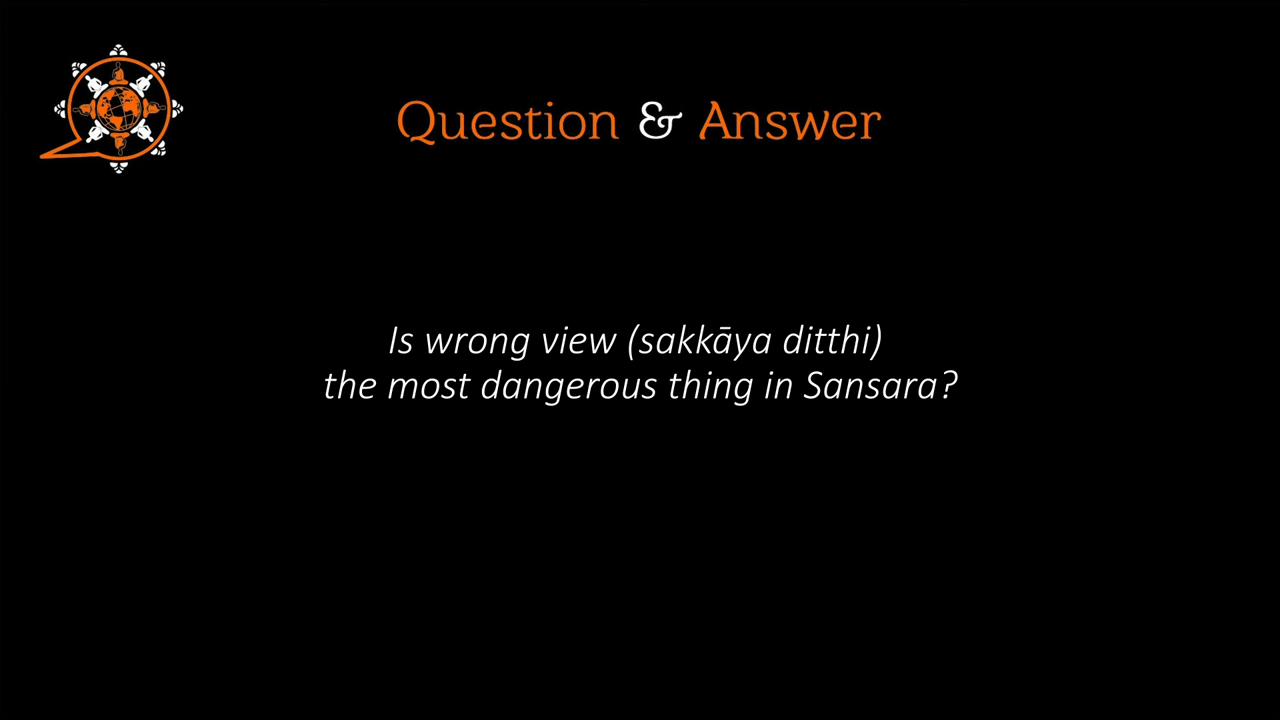 Question & Answer
Is wrong view (sakkāya ditthi)
the most dangerous thing in Sansara?